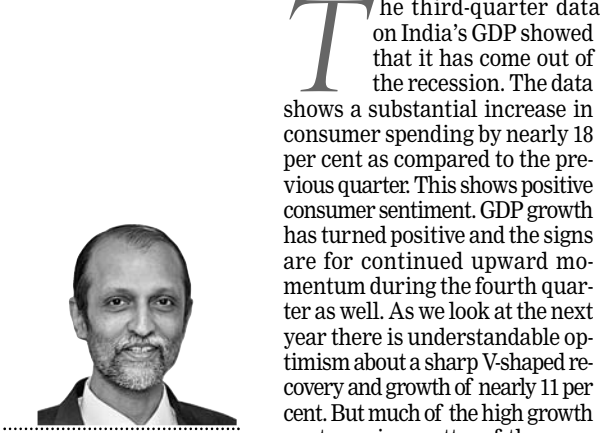 The third-quarter data
on India's GDP showed
that it has come out of
the recession. The data
shows a substantial increase in
consumer spending by nearly 18
per cent as compared to the pre-
vious quarter. This shows positive
consumer sentiment. GDP growth
has turned positive and the signs
are for continued upward mo-
mentum during the fourth quar-
ter as well. As we look at the next
year there is understandable op-
timism about a sharp V-shaped re-
covery and growth of nearly 11 per
cent. But much of the high growth